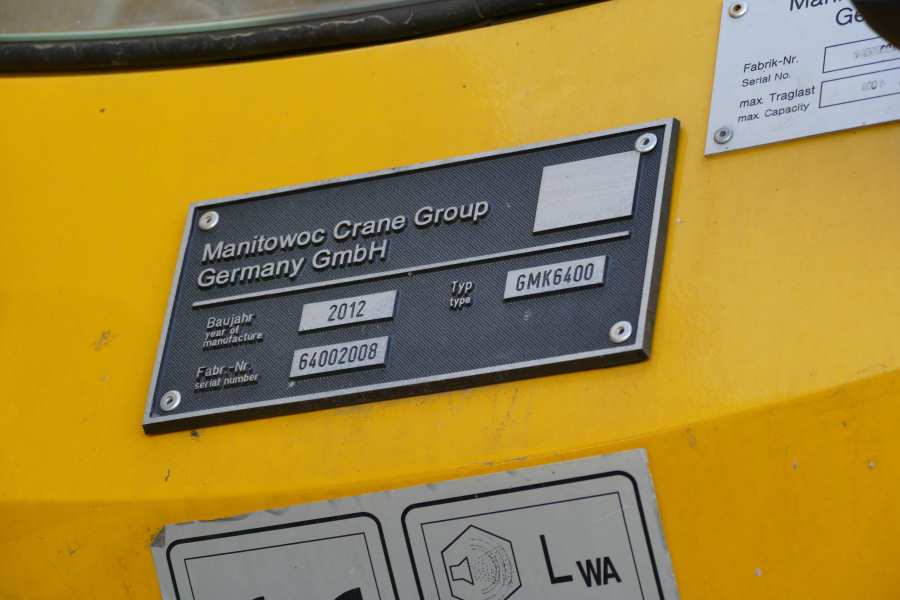 Manitowoc Crane Group
Germany GmbH
Baujahr
year of
manufacture
2012
Typ
type
GMK6400
Fabr.-Nr.
serial number
64002008
Fabrik-Nr.
Serial No.
max. Traglast
max. Capacity
LWA